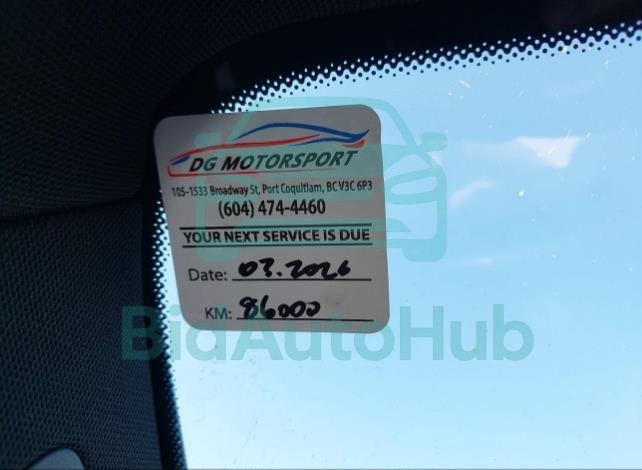 DG MOTORSPORT
105-1533 Broadway St, Port Coquitlam, BC V3C 6P3
(604) 474-4460
YOUR NEXT SERVICE IS DUE
Date: 03.2026
KM: 86000
BidAutoHub